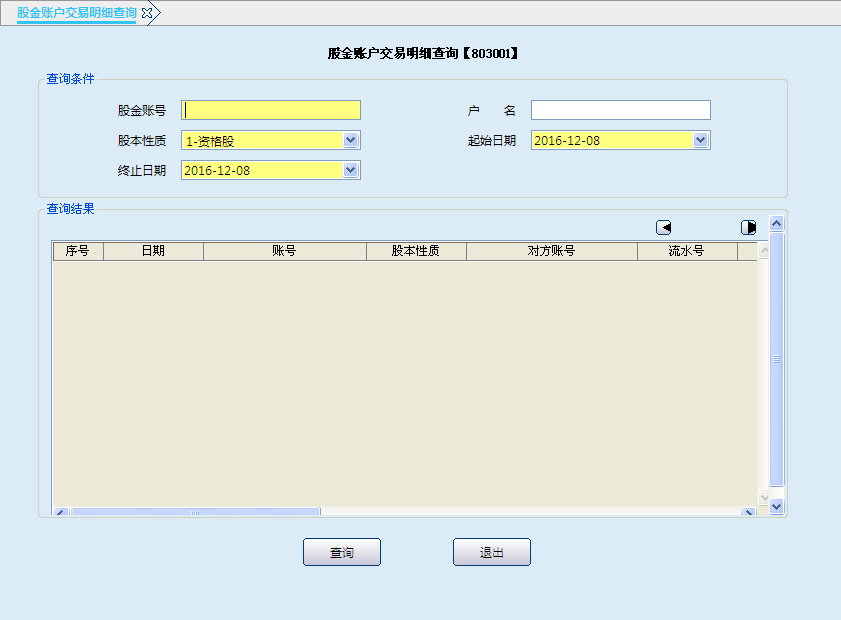 股金账户交易明细查询
股金账户交易明细查询【803001】
查询条件
股金账号 户 名
股本性质 1-资格股 起始日期 2016-12-08
终止日期 2016-12-08
查询结果
序号 日期 账号 股本性质 对方账号 流水号
查询 退出